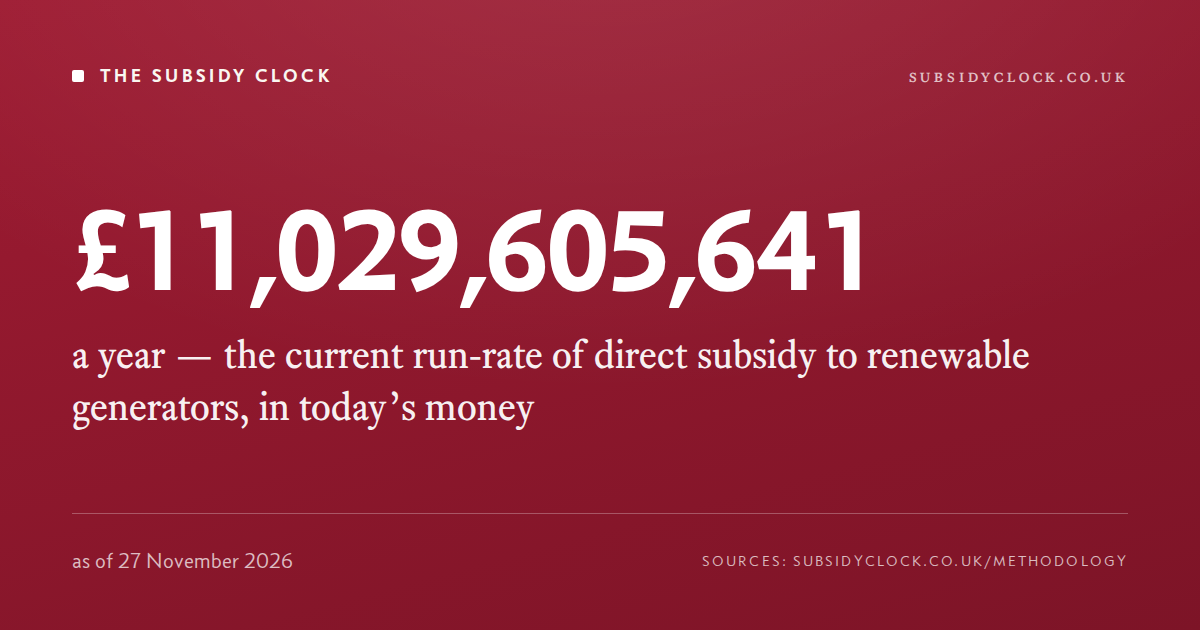 THE SUBSIDY CLOCK
SUBSIDYCLOCK.CO.UK
£11,029,605,641
a year — the current run-rate of direct subsidy to renewable
generators, in today’s money
as of 27 November 2026
SOURCES: SUBSIDYCLOCK.CO.UK/METHODOLOGY